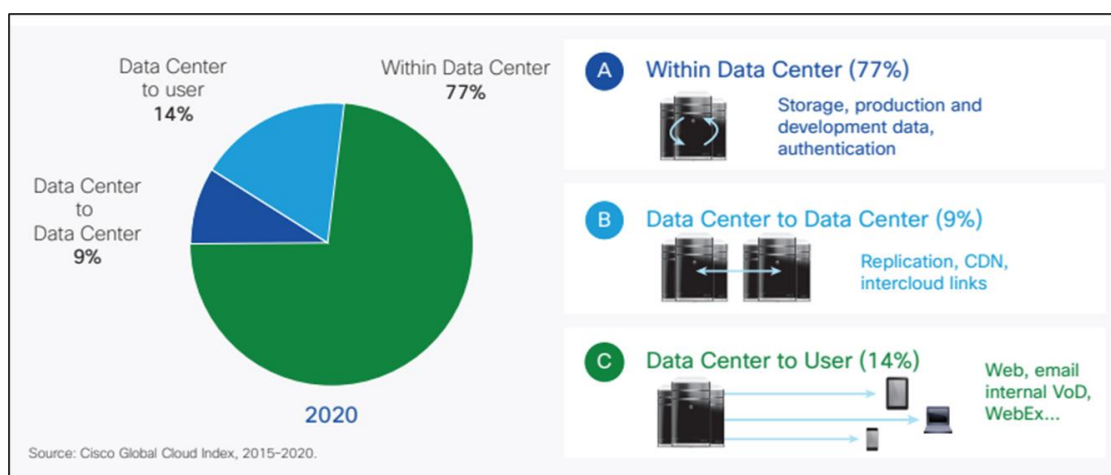 Data Center
to user
14%
Within Data Center
77%
Data Center
to
Data Center
9%
2020
Source: Cisco Global Cloud Index, 2015-2020.
A
Within Data Center (77%)
Storage, production and
development data,
authentication
B
Data Center to Data Center (9%)
Replication, CDN,
intercloud links
C
Data Center to User (14%)
Web, email
internal VoD,
WebEx...